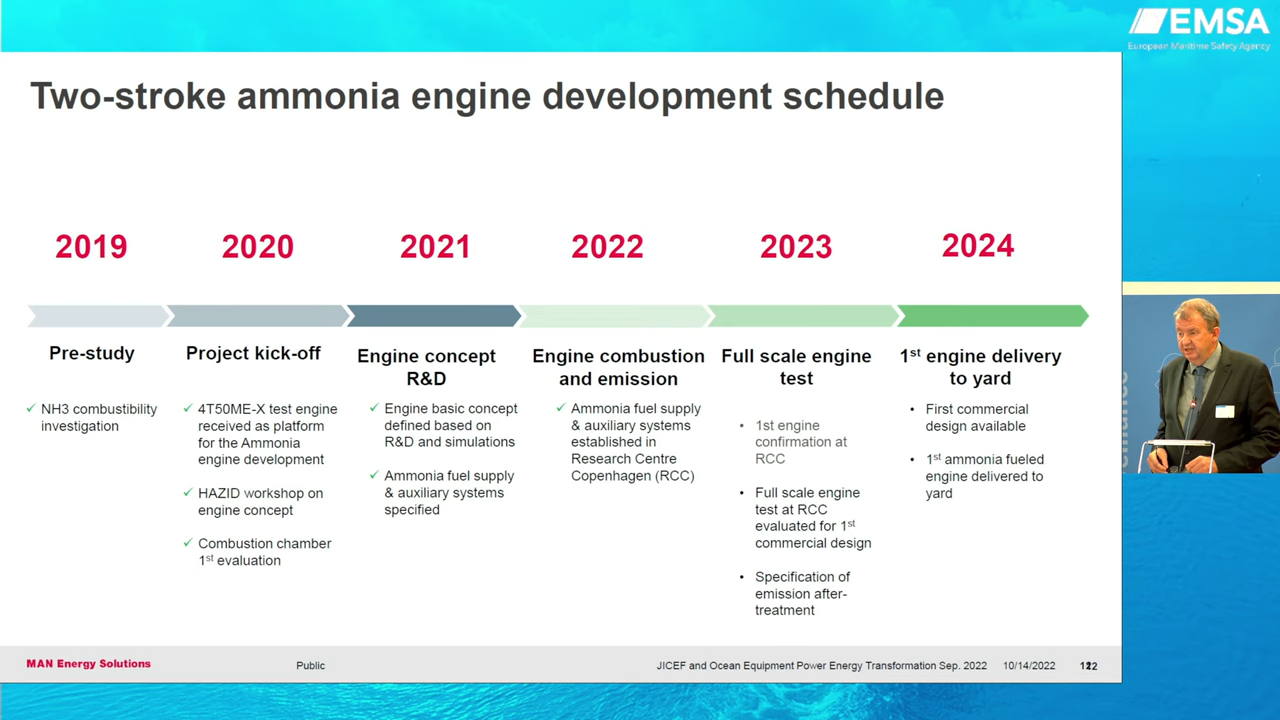 EMSA
European Maritime Safety Agency
Two-stroke ammonia engine development schedule
2019
2020
2021
2022
2023
2024
Pre-study
✓ NH3 combustibility
investigation
Project kick-off
✓ 4T50ME-X test engine
received as platform
for the Ammonia
engine development
✓ HAZID workshop on
engine concept
✓ Combustion chamber
1st evaluation
Engine concept
R&D
✓ Engine basic concept
defined based on
R&D and simulations
✓ Ammonia fuel supply
& auxiliary systems
specified
Engine combustion
and emission
✓ Ammonia fuel supply
& auxiliary systems
established in
Research Centre
Copenhagen (RCC)
Full scale engine
test
• 1st engine
confirmation at
RCC
• Full scale engine
test at RCC
evaluated for 1st
commercial design
• Specification of
emission after-
treatment
1st engine delivery
to yard
• First commercial
design available
• 1st ammonia fueled
engine delivered to
yard
MAN Energy Solutions
Public
JICEF and Ocean Equipment Power Energy Transformation Sep. 2022
10/14/2022